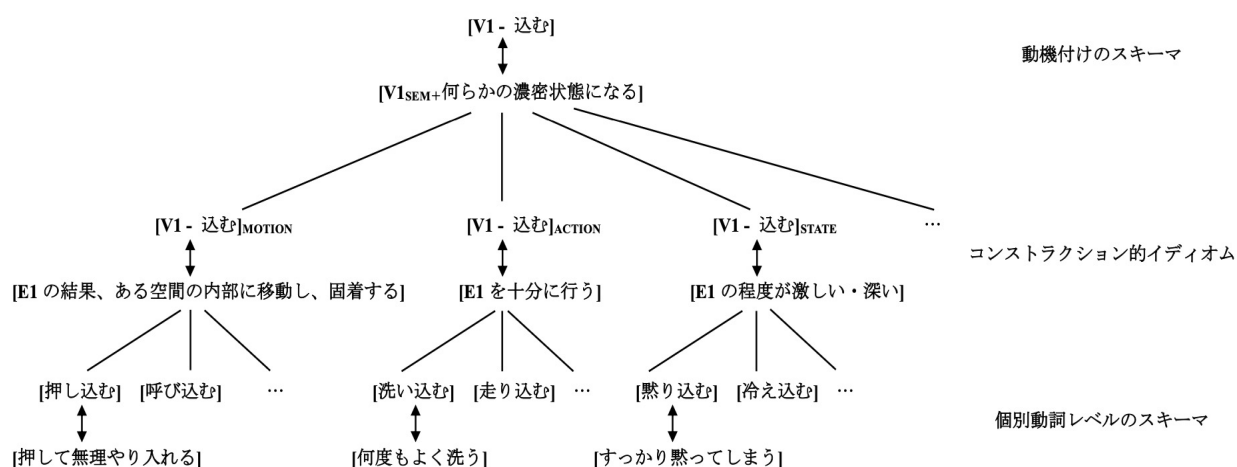 [V1 - 込む]
動機付けのスキーマ
[V1SEM+何らかの濃密状態になる]
[V1 - 込む]MOTION
[V1 - 込む]ACTION
[V1 - 込む]STATE
…
コンストラクション的イディオム
[E1 の結果、ある空間の内部に移動し、固着する]
[E1 を十分に行う]
[E1 の程度が激しい・深い]
[押し込む]
[呼び込む]
…
[洗い込む]
[走り込む]
…
[黙り込む]
[冷え込む]
…
個別動詞レベルのスキーマ
[押して無理やり入れる]
[何度もよく洗う]
[すっかり黙ってしまう]